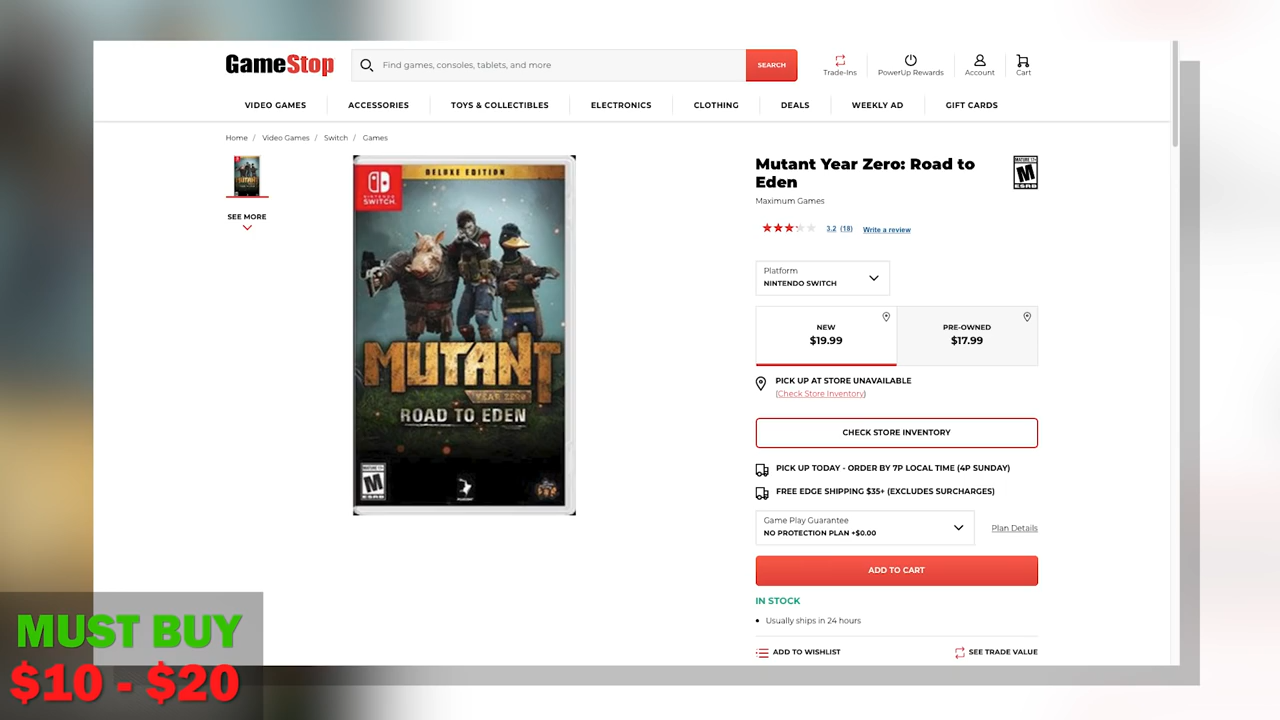 GameStop
Find games, consoles, tablets, and more
SEARCH
Trade-Ins
PowerUp Rewards
Account
Cart
VIDEO GAMES
ACCESSORIES
TOYS & COLLECTIBLES
ELECTRONICS
CLOTHING
DEALS
WEEKLY AD
GIFT CARDS
Home / Video Games / Switch / Games
SEE MORE
DELUXE EDITION
NINTENDO
SWITCH
MUTANT
YEAR ZERO
ROAD TO EDEN
MATURE 17+
M
ESRB
Mutant Year Zero: Road to
Eden
MATURE 17+
M
ESRB
Maximum Games
3.2 (18) Write a review
Platform
NINTENDO SWITCH
NEW
$19.99
PRE-OWNED
$17.99
PICK UP AT STORE UNAVAILABLE
[Check Store Inventory]
CHECK STORE INVENTORY
PICK UP TODAY - ORDER BY 7P LOCAL TIME (4P SUNDAY)
FREE EDGE SHIPPING $35+ (EXCLUDES SURCHARGES)
Game Play Guarantee
NO PROTECTION PLAN +$0.00
Plan Details
ADD TO CART
IN STOCK
• Usually ships in 24 hours
ADD TO WISHLIST
SEE TRADE VALUE
MUST BUY
$10 - $20